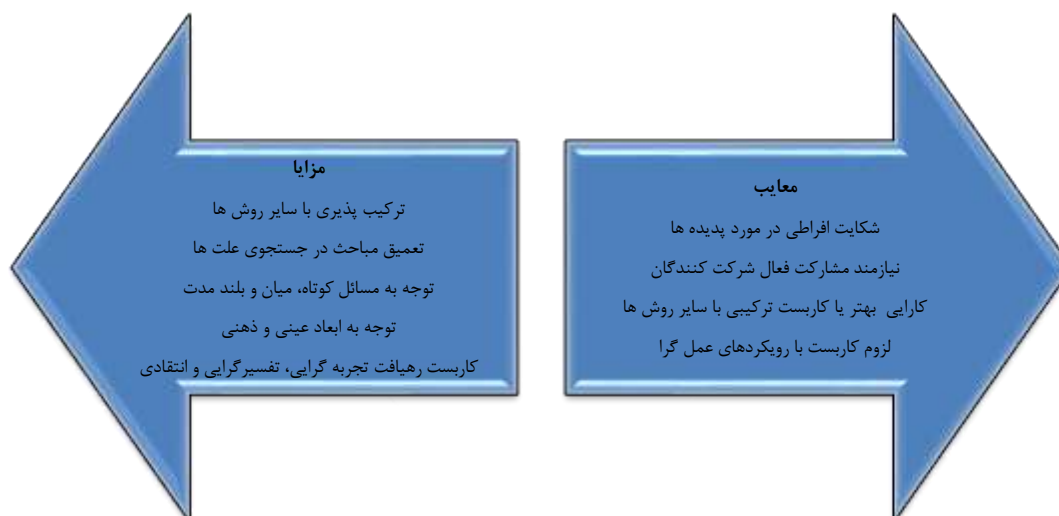 معایب
شکایت افراطی در مورد پدیده ها
نیازمند مشارکت فعال شرکت کنندگان
کارایی بهتر یا کاربست ترکیبی با سایر روش ها
لزوم کاربست با رویکردهای عمل گرا
مزایا
ترکیب پذیری با سایر روش ها
تعمیق مباحث در جستجوی علت ها
توجه به مسائل کوتاه، میان و بلند مدت
توجه به ابعاد عینی و ذهنی
کاربست رهیافت تجربه گرایی، تفسیرگرایی و انتقادی